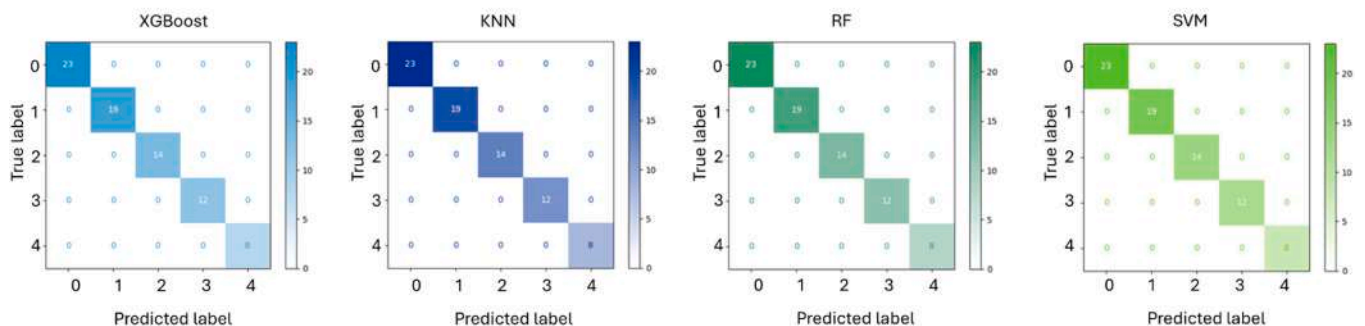 XGBoost KNN RF SVM
0 23 0 0 0 0 20 0 23 0 0 0 0 20 0 23 0 0 0 0 20 0 23 0 0 0 0 20
1 0 19 0 0 0 15 1 0 19 0 0 0 15 1 0 19 0 0 0 15 1 0 19 0 0 0 15
True label True label True label True label
2 0 0 14 0 0 10 2 0 0 14 0 0 10 2 0 0 14 0 0 10 2 0 0 14 0 0 10
3 0 0 0 12 0 5 3 0 0 0 12 0 5 3 0 0 0 12 0 5 3 0 0 0 12 0 5
4 0 0 0 0 8 0 4 0 0 0 0 8 0 4 0 0 0 0 8 0 4 0 0 0 0 8 0
0 1 2 3 4 0 1 2 3 4 0 1 2 3 4 0 1 2 3 4
Predicted label Predicted label Predicted label Predicted label